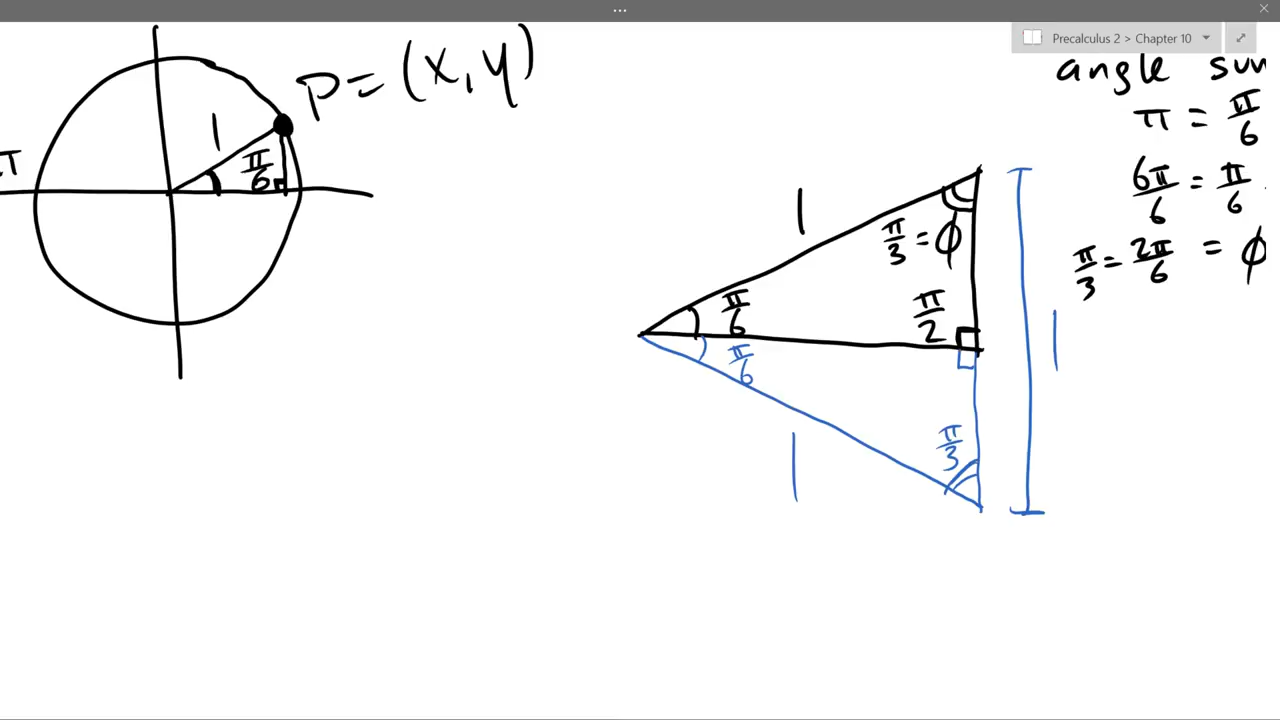 ...
Precalculus 2 > Chapter 10
P = (x, y)
1
π/6
angle sum
π = π/6
6π/6 = π/6
π/3 = 2π/6 = ϕ
1
π/3 = ϕ
π/6
π/2
π/6
1
π/3
1